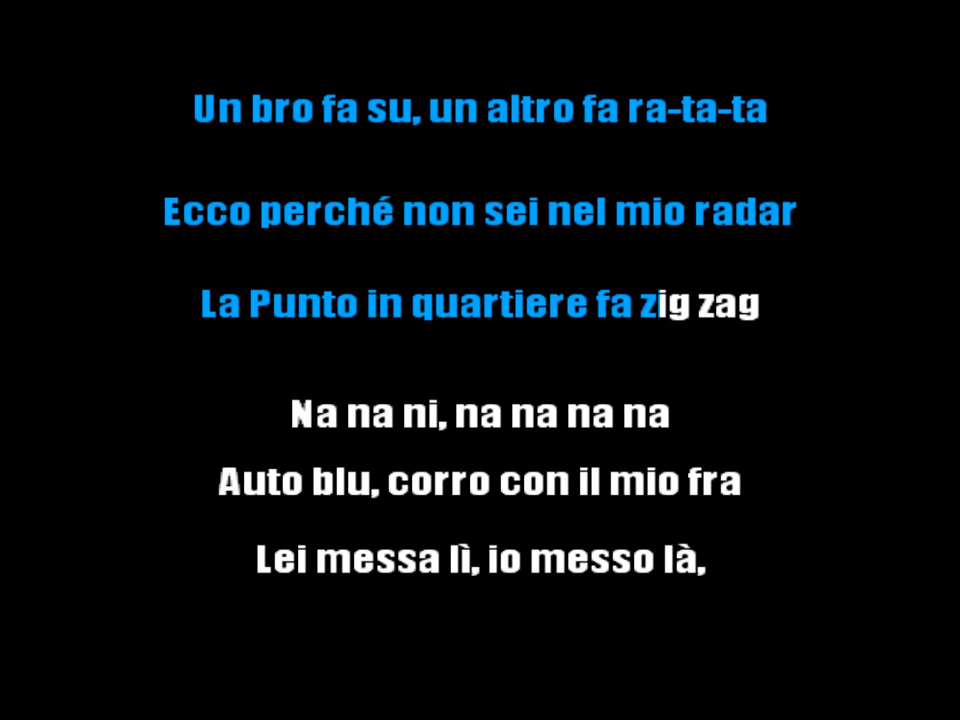 Un bro fa su, un altro fa ra-ta-ta
Ecco perché non sei nel mio radar
La Punto in quartiere fa zig zag
Na na ni, na na na na
Auto blu, corro con il mio fra
Lei messa lì, io messo là,